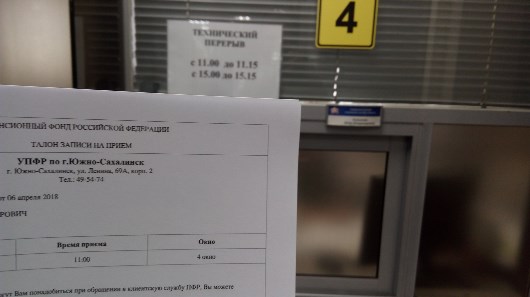 4
ТЕХНИЧЕСКИЙ
ПЕРЕРЫВ
с 11.00 до 11.15
с 15.00 до 15.15
НСИОННЫЙ ФОНД РОССИЙСКОЙ ФЕДЕРАЦИИ
ТАЛОН ЗАПИСИ НА ПРИЕМ
УПФР по г.Южно-Сахалинск
г. Южно-Сахалинск, ул. Ленина, 69А, корп. 2
Тел.: 49-54-74
от 06 апреля 2018
РОВИЧ
Время приема Окно
11:00 4 окно
гут Вам понадобиться при обращении в клиентскую службу ПФР, Вы можете